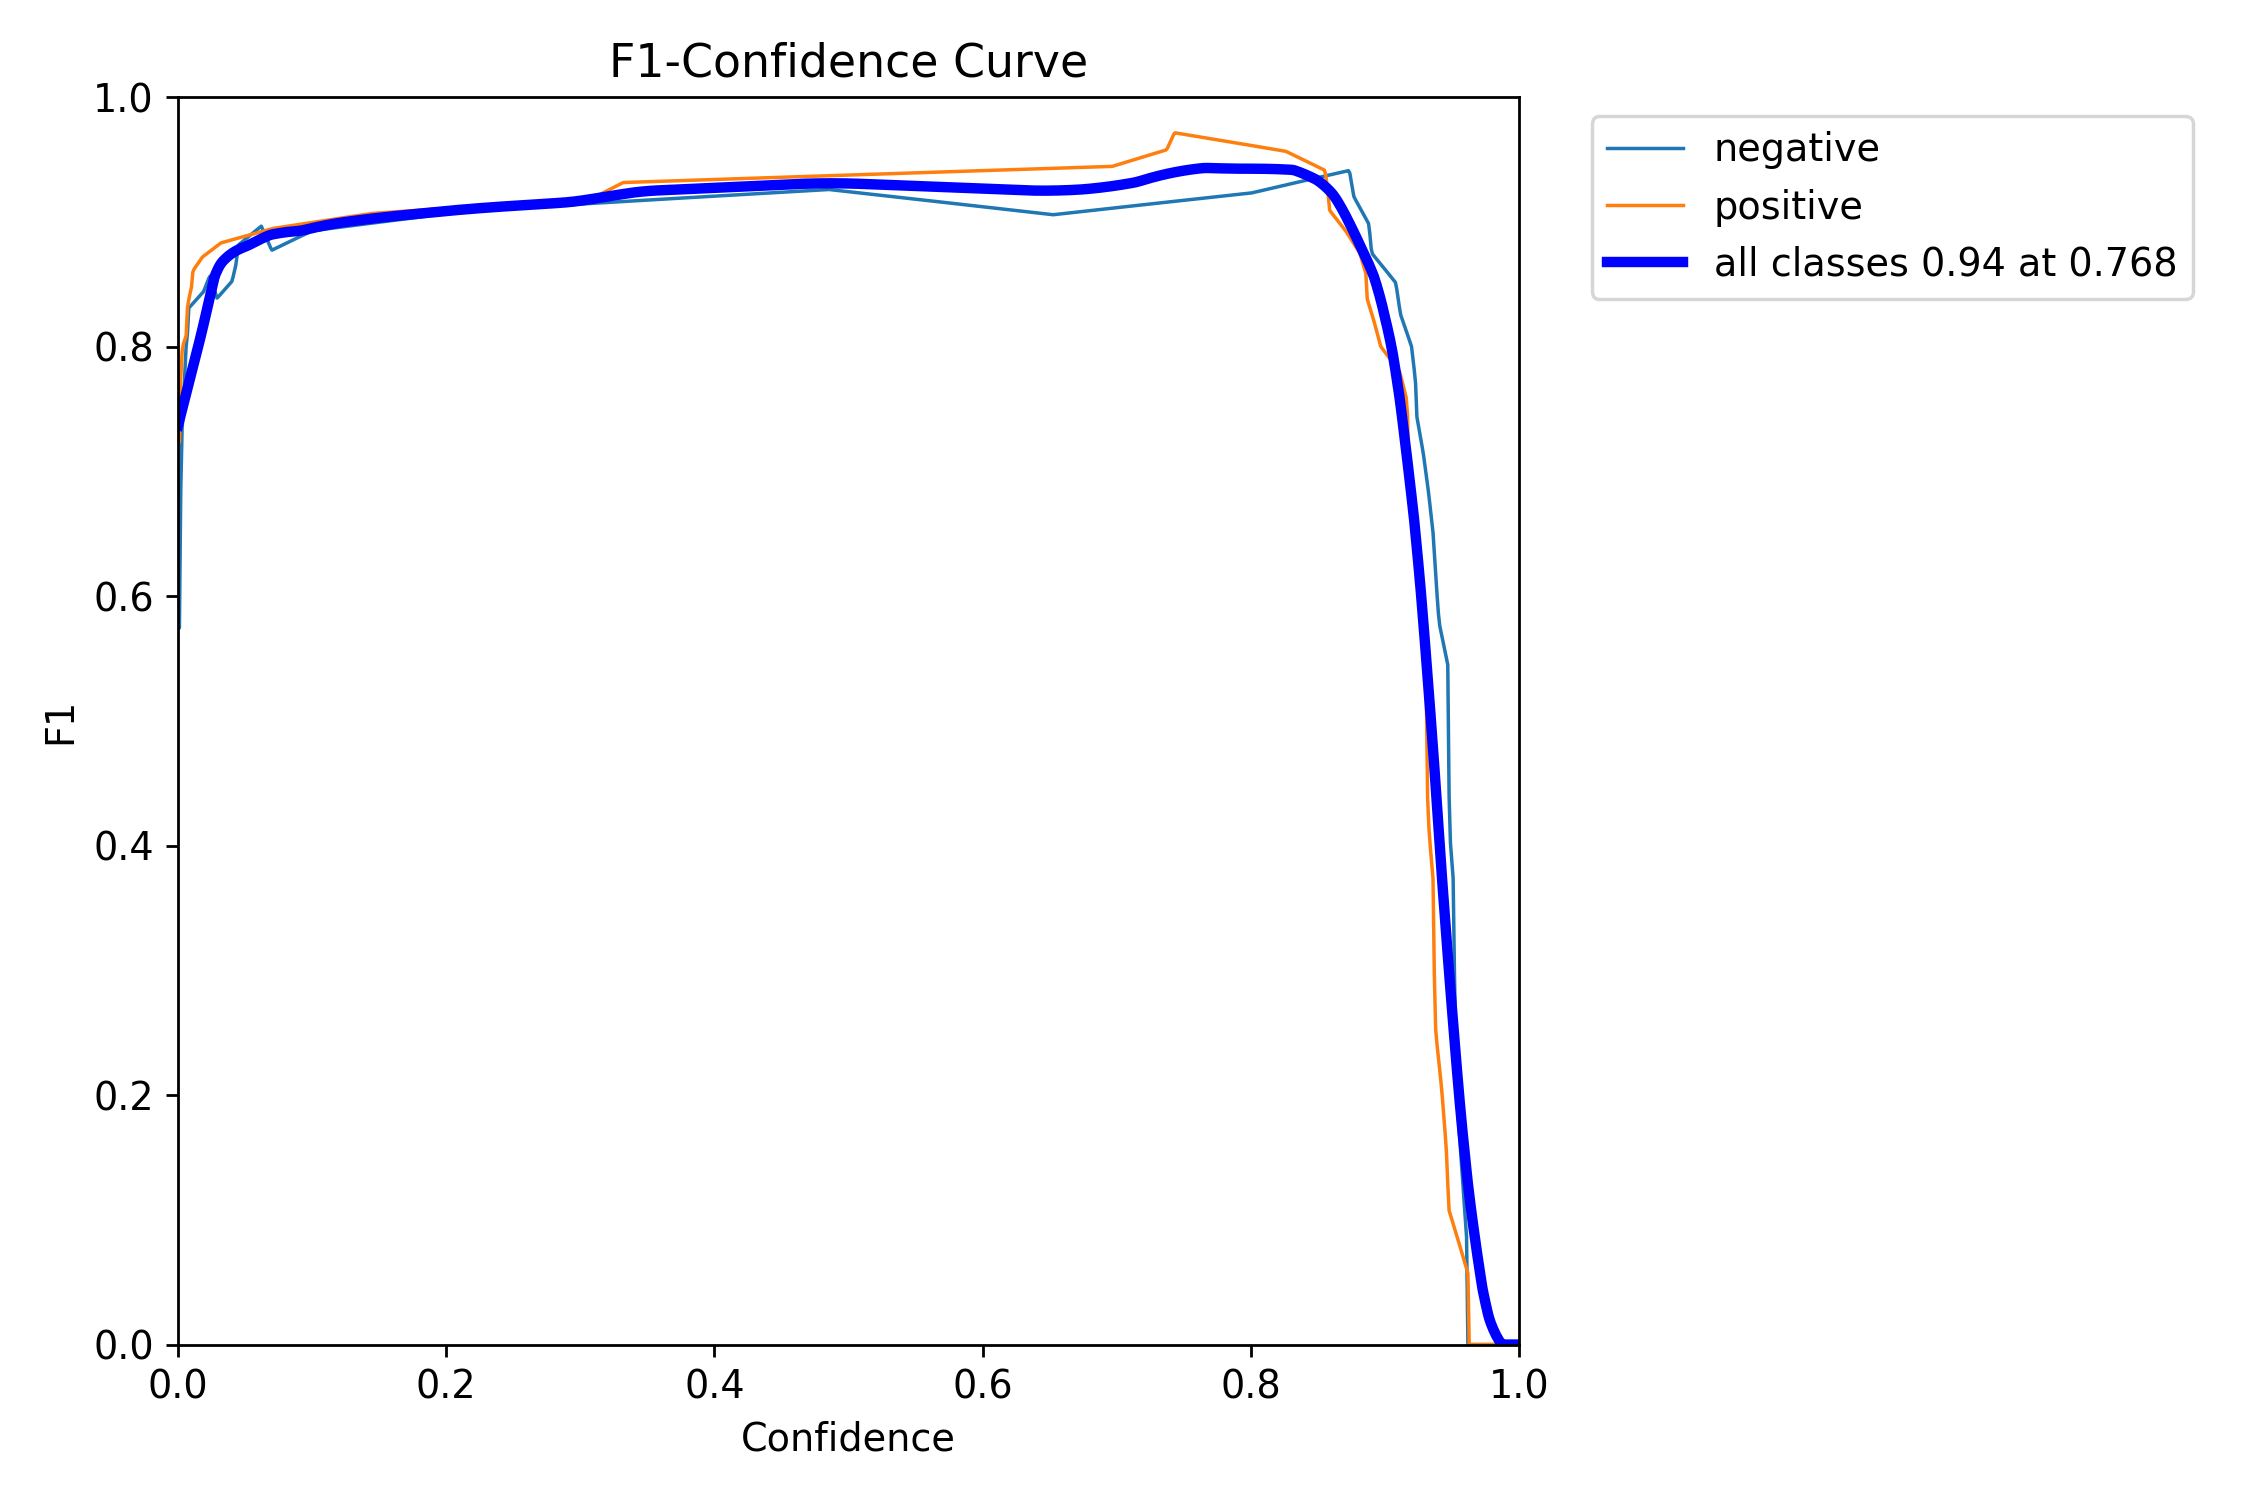 F1-Confidence Curve
1.0
0.8
0.6
0.4
0.2
0.0
F1
0.0 0.2 0.4 0.6 0.8 1.0
Confidence
negative
positive
all classes 0.94 at 0.768